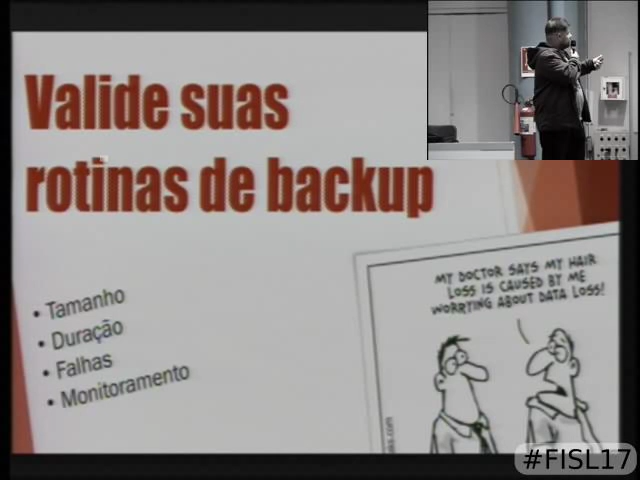 Valide suas
rotinas de backup
• Tamanho
• Duração
• Falhas
• Monitoramento
MY DOCTOR SAYS MY HAIR
LOSS IS CAUSED BY ME
WORRYING ABOUT DATA LOSS!
#FISL17